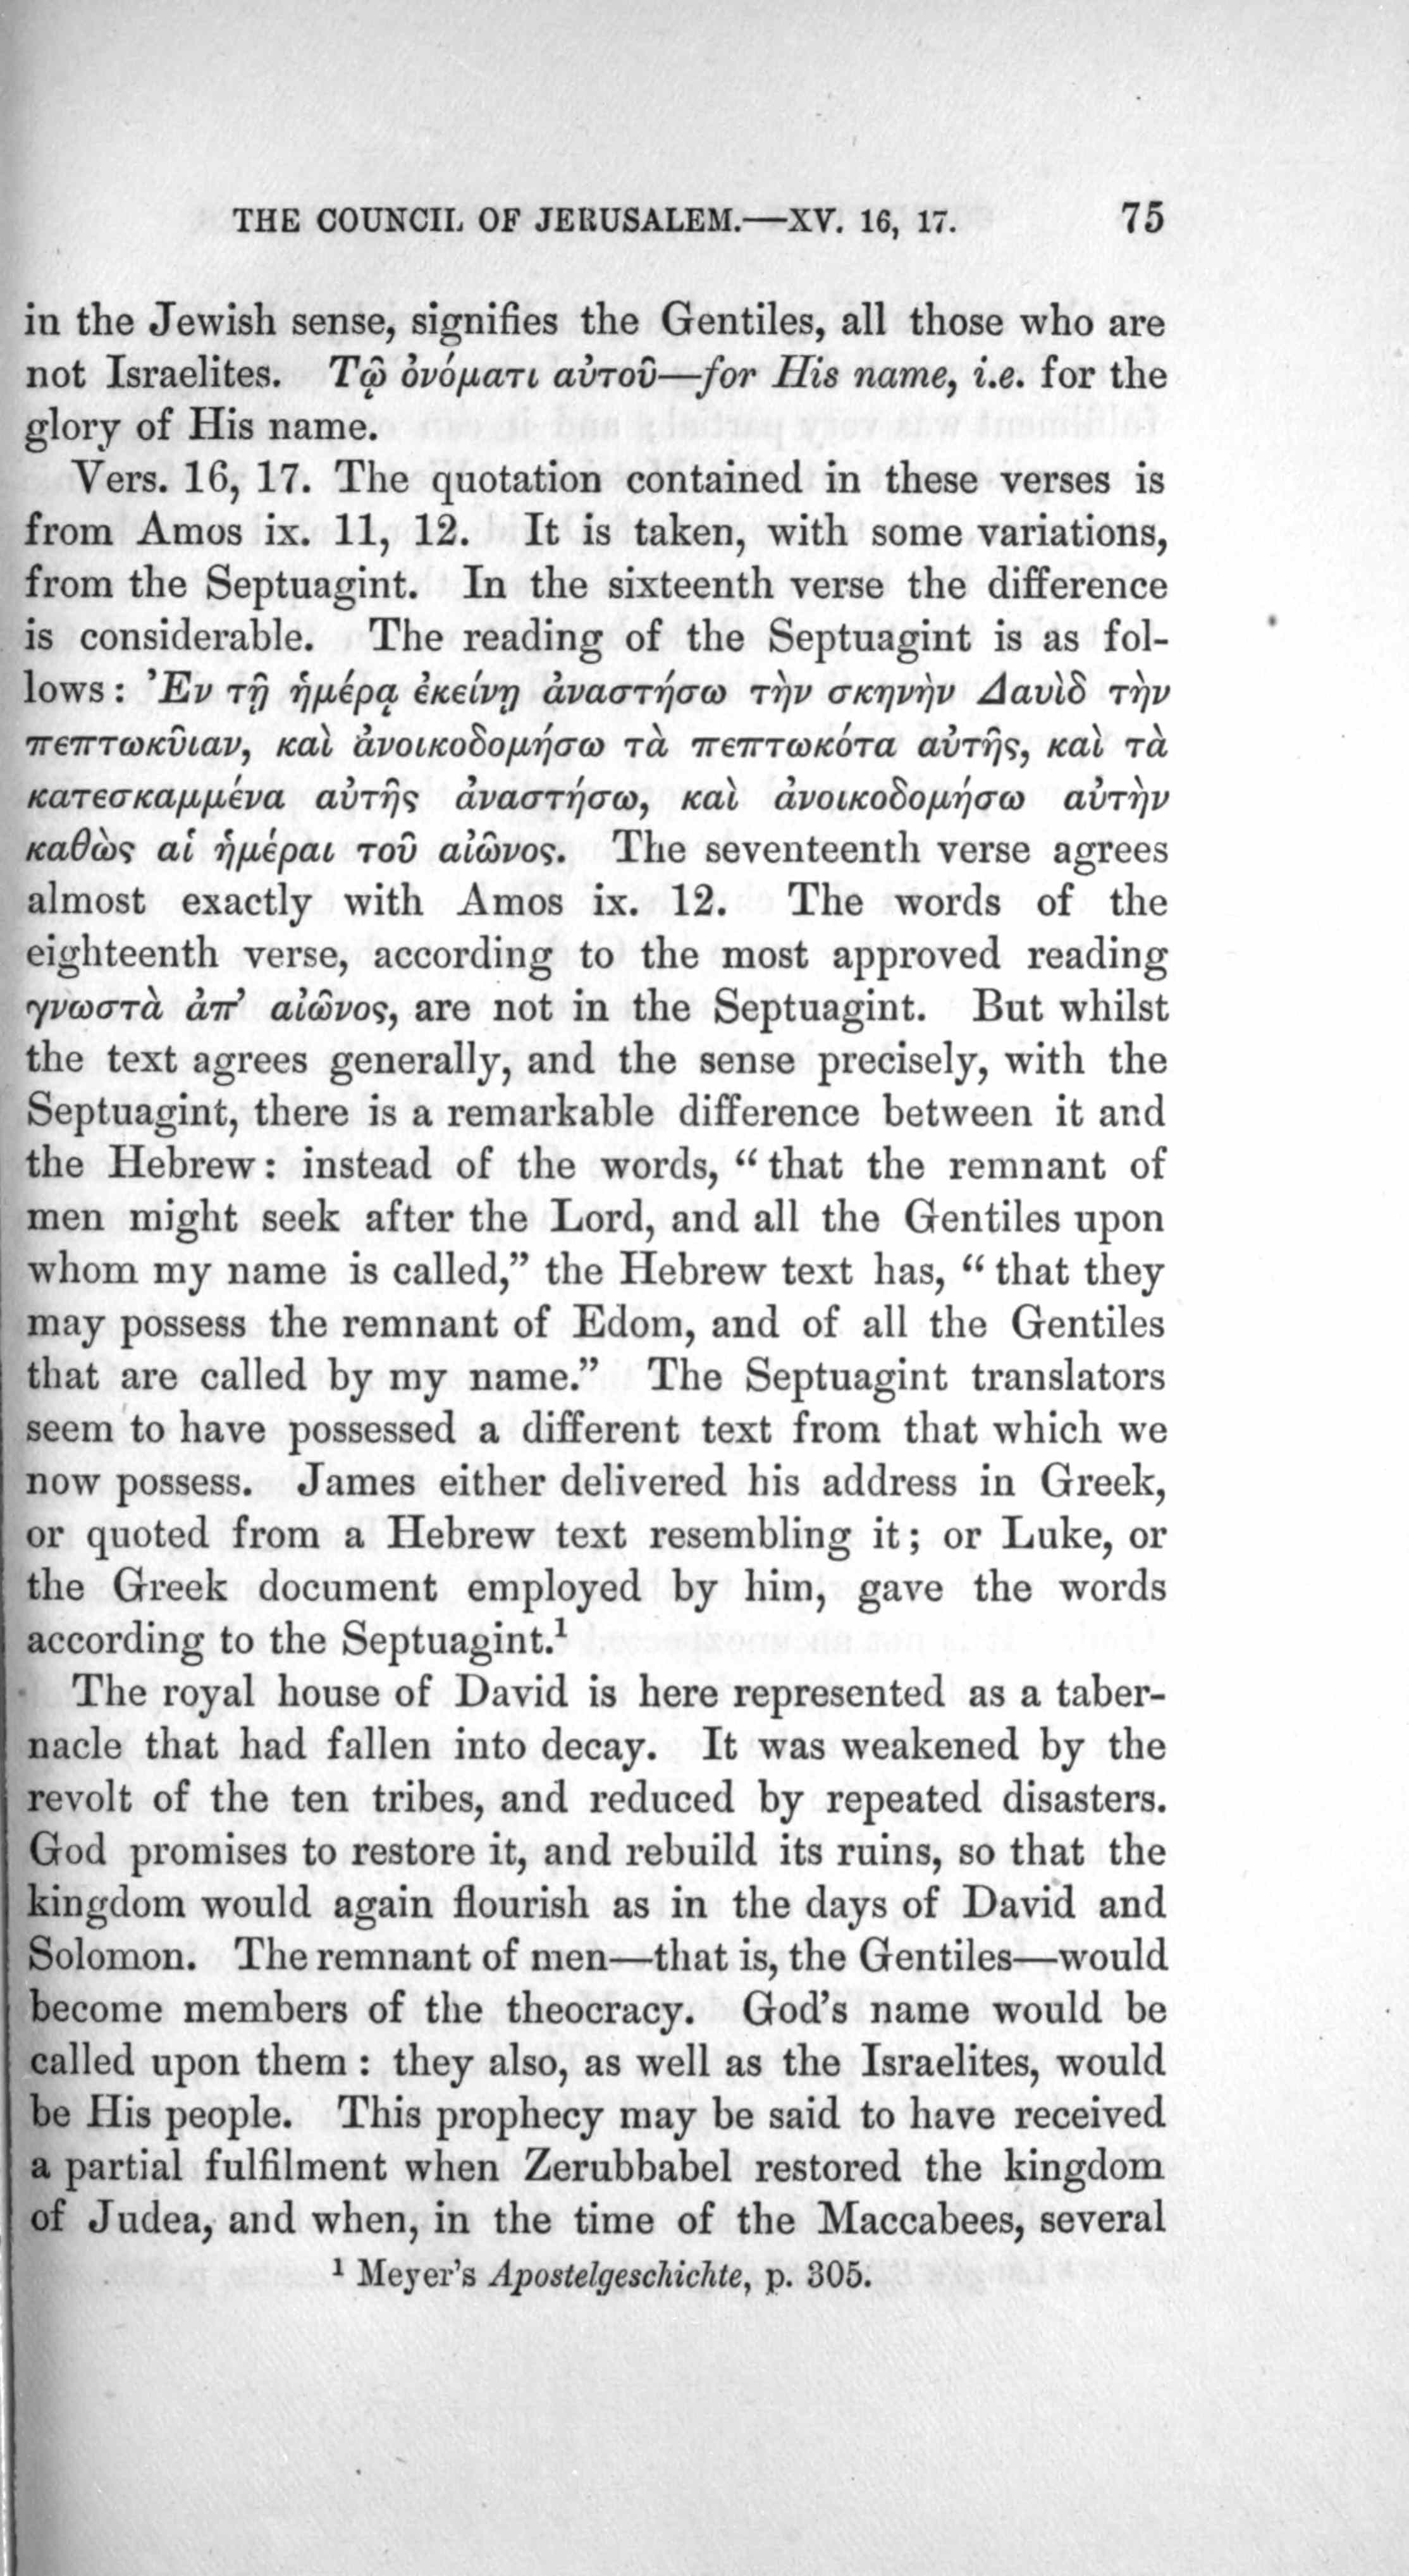 THE COUNCIL OF JERUSALEM.—XV. 16, 17. 75
in the Jewish sense, signifies the Gentiles, all those who are
not Israelites. Τῷ ὀνόματι αὐτοῦ—for His name, i.e. for the
glory of His name.
Vers. 16, 17. The quotation contained in these verses is
from Amos ix. 11, 12. It is taken, with some variations,
from the Septuagint. In the sixteenth verse the difference
is considerable. The reading of the Septuagint is as fol-
lows: Ἐν τῇ ἡμέρᾳ ἐκείνῃ ἀναστήσω τὴν σκηνὴν Δαυὶδ τὴν
πεπτωκῦιαν, καὶ ἀνοικοδομήσω τὰ πεπτωκότα αὐτῆς, καὶ τὰ
κατεσκαμμένα αὐτῆς ἀναστήσω, καὶ ἀνοικοδομήσω αὐτὴν
καθὼς αἱ ἡμέραι τοῦ αἰῶνος. The seventeenth verse agrees
almost exactly with Amos ix. 12. The words of the
eighteenth verse, according to the most approved reading
γνωστὰ ἀπ’ αἰῶνος, are not in the Septuagint. But whilst
the text agrees generally, and the sense precisely, with the
Septuagint, there is a remarkable difference between it and
the Hebrew: instead of the words, “that the remnant of
men might seek after the Lord, and all the Gentiles upon
whom my name is called,” the Hebrew text has, “that they
may possess the remnant of Edom, and of all the Gentiles
that are called by my name.” The Septuagint translators
seem to have possessed a different text from that which we
now possess. James either delivered his address in Greek,
or quoted from a Hebrew text resembling it; or Luke, or
the Greek document employed by him, gave the words
according to the Septuagint.¹
The royal house of David is here represented as a taber-
nacle that had fallen into decay. It was weakened by the
revolt of the ten tribes, and reduced by repeated disasters.
God promises to restore it, and rebuild its ruins, so that the
kingdom would again flourish as in the days of David and
Solomon. The remnant of men—that is, the Gentiles—would
become members of the theocracy. God’s name would be
called upon them: they also, as well as the Israelites, would
be His people. This prophecy may be said to have received
a partial fulfilment when Zerubbabel restored the kingdom
of Judea, and when, in the time of the Maccabees, several
¹ Meyer’s Apostelgeschichte, p. 305.